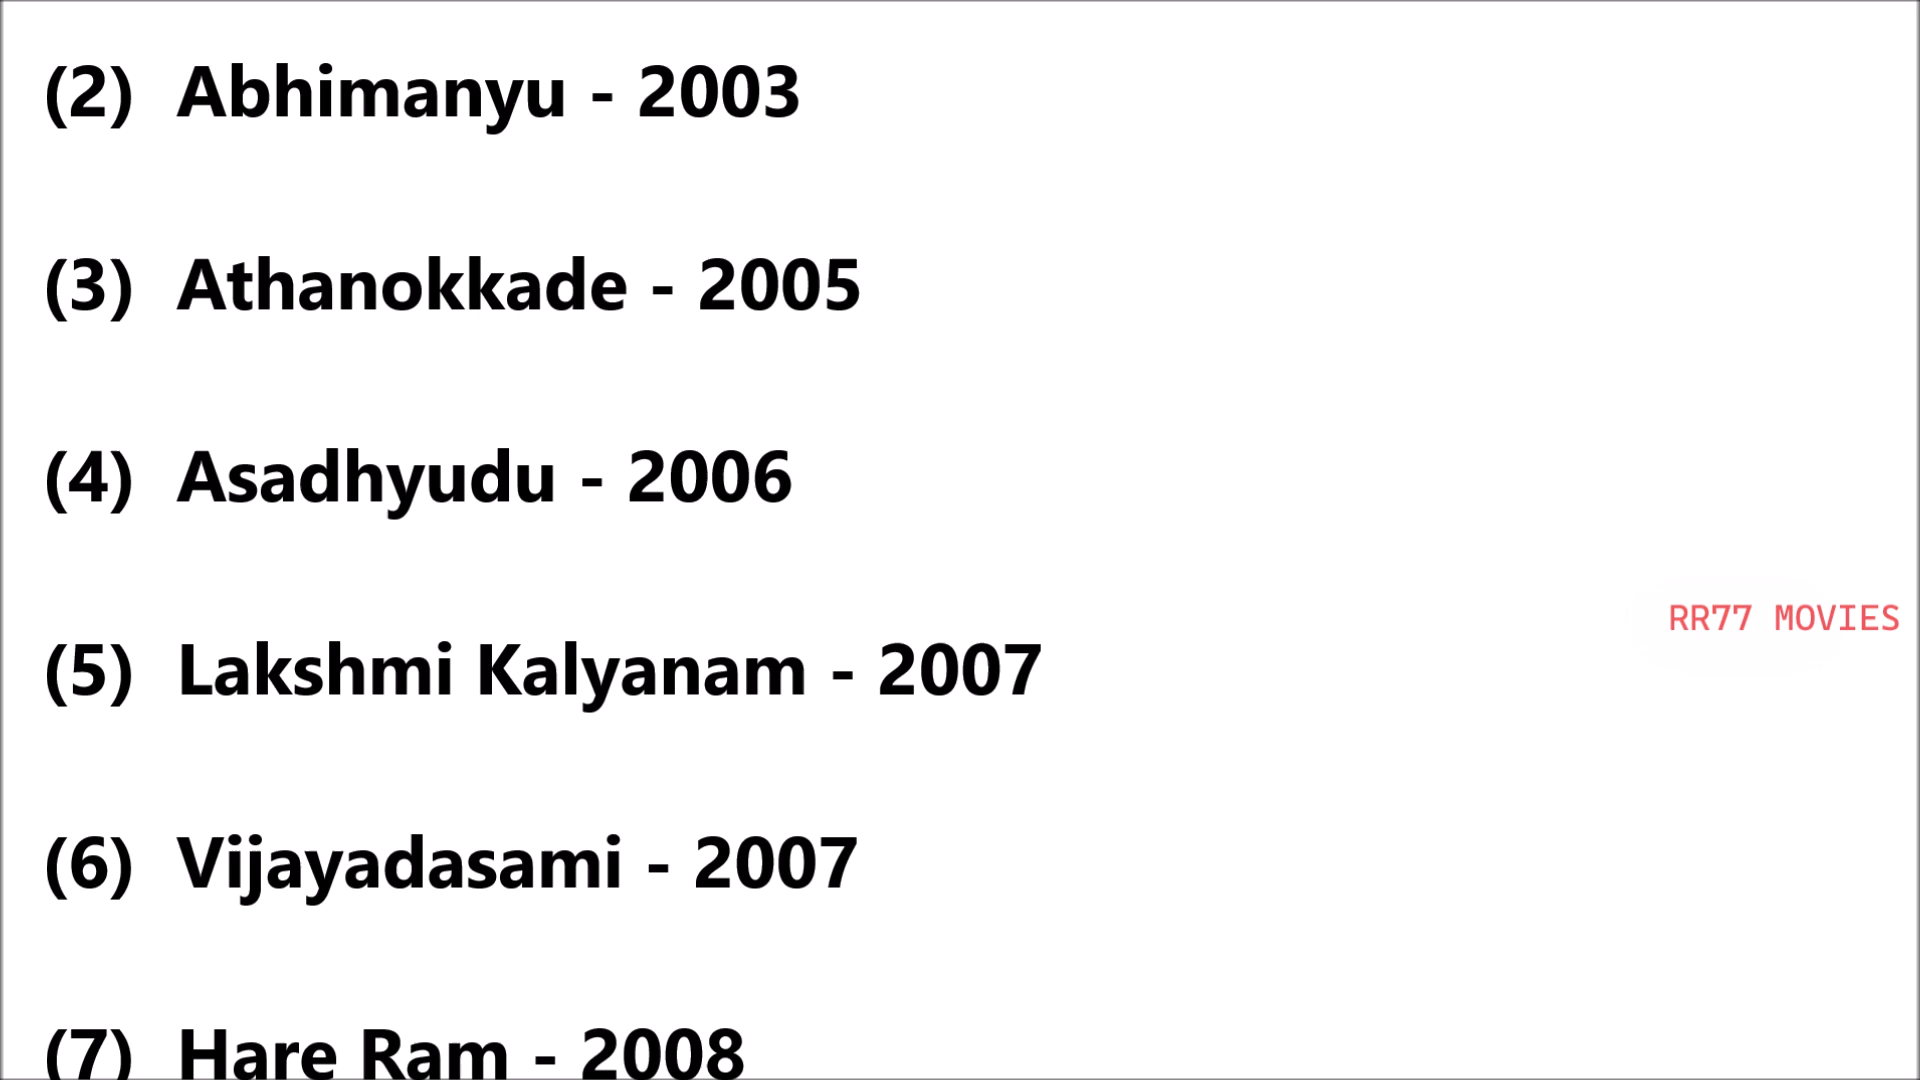 (2) Abhimanyu - 2003
(3) Athanokkade - 2005
(4) Asadhyudu - 2006
RR77 MOVIES
(5) Lakshmi Kalyanam - 2007
(6) Vijayadasami - 2007
(7) Hare Ram - 2008